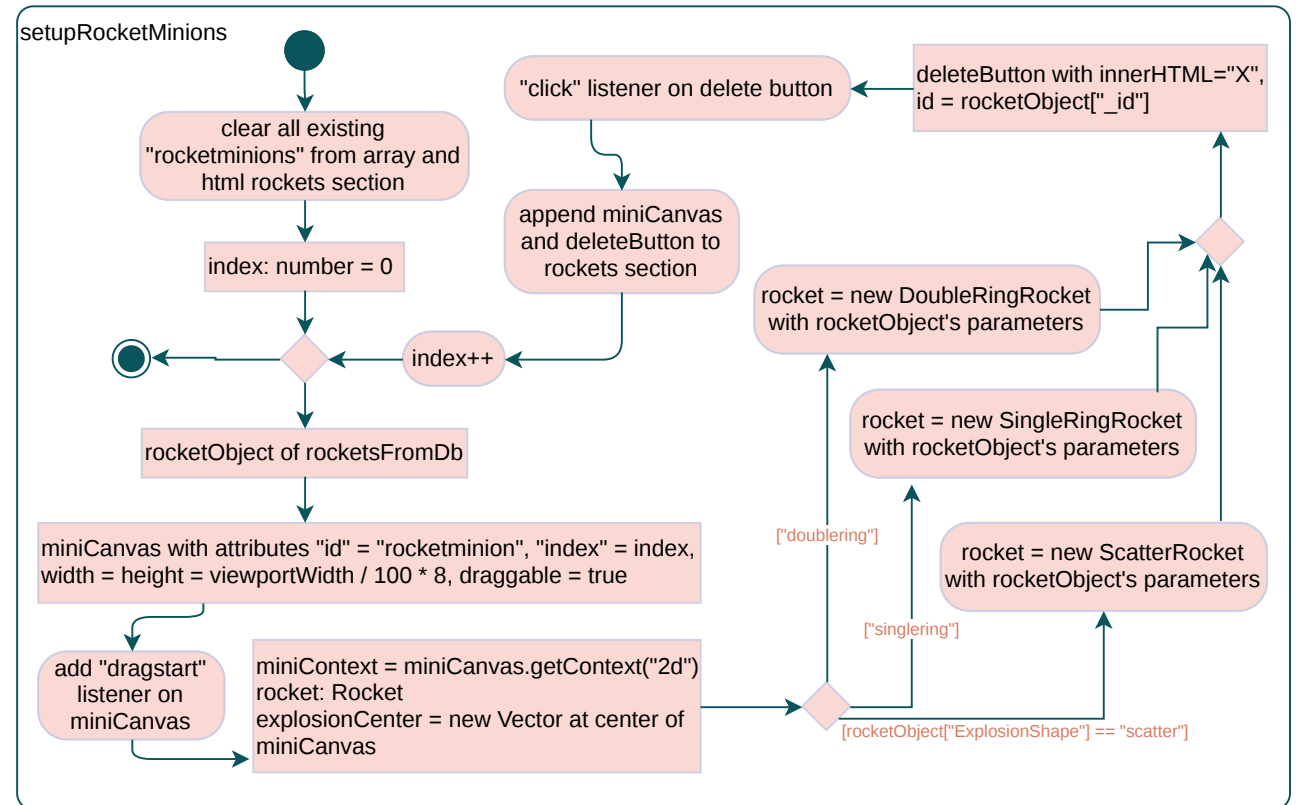 setupRocketMinions
clear all existing
"rocketminions" from array and
html rockets section
index: number = 0
rocketObject of rocketsFromDb
miniCanvas with attributes "id" = "rocketminion", "index" = index,
width = height = viewportWidth / 100 * 8, draggable = true
add "dragstart"
listener on
miniCanvas
miniContext = miniCanvas.getContext("2d")
rocket: Rocket
explosionCenter = new Vector at center of
miniCanvas
["doublering"]
["singlering"]
[rocketObject["ExplosionShape"] == "scatter"]
rocket = new DoubleRingRocket
with rocketObject's parameters
rocket = new SingleRingRocket
with rocketObject's parameters
rocket = new ScatterRocket
with rocketObject's parameters
deleteButton with innerHTML="X",
id = rocketObject["_id"]
"click" listener on delete button
append miniCanvas
and deleteButton to
rockets section
index++